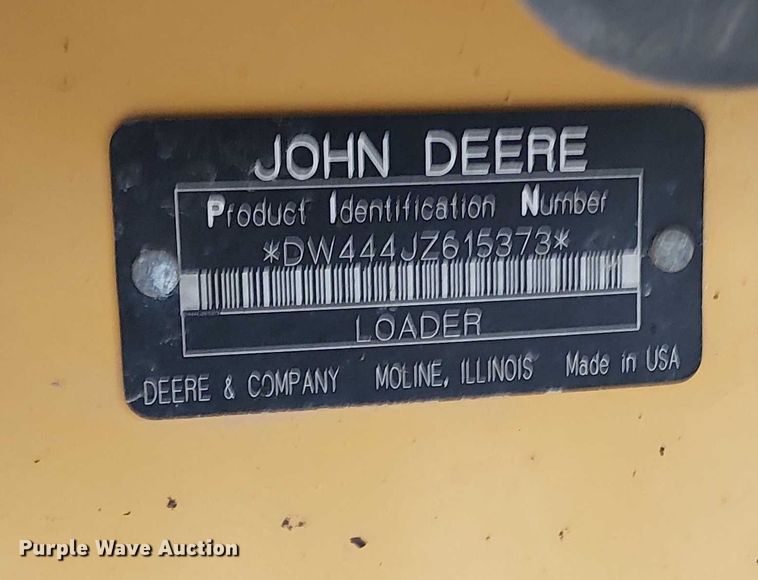 JOHN DEERE
Product Identification Number
*DW444JZ615373*
LOADER
DEERE & COMPANY MOLINE, ILLINOIS Made in USA
Purple Wave Auction